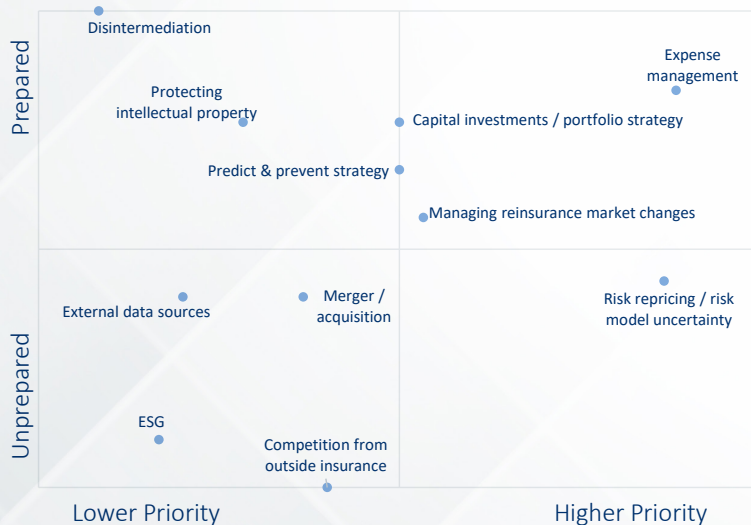 Disintermediation
Expense
management
Protecting
intellectual property
Prepared
Capital investments / portfolio strategy
Predict & prevent strategy
Managing reinsurance market changes
External data sources
Merger /
acquisition
Risk repricing / risk
model uncertainty
Unprepared
ESG
Competition from
outside insurance
Lower Priority
Higher Priority